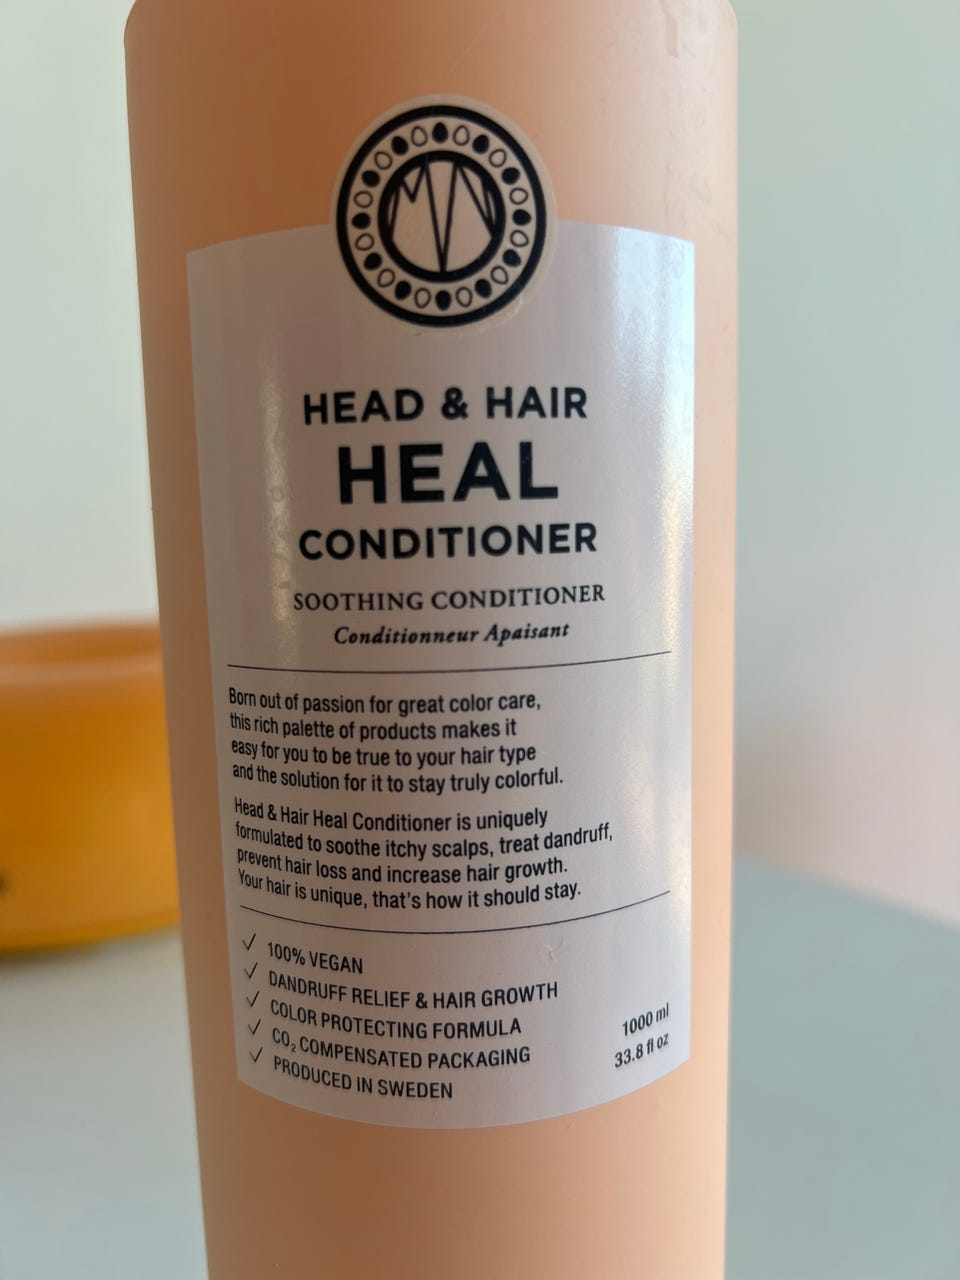 HEAD & HAIR
HEAL
CONDITIONER
SOOTHING CONDITIONER
Conditionneur Apaisant
Born out of passion for great color care,
this rich palette of products makes it
easy for you to be true to your hair type
and the solution for it to stay truly colorful.
Head & Hair Heal Conditioner is uniquely
formulated to soothe itchy scalps, treat dandruff,
prevent hair loss and increase hair growth.
Your hair is unique, that's how it should stay.
✓ 100% VEGAN
✓ DANDRUFF RELIEF & HAIR GROWTH
✓ COLOR PROTECTING FORMULA
✓ CO₂ COMPENSATED PACKAGING
✓ PRODUCED IN SWEDEN
1000 ml
33.8 fl oz